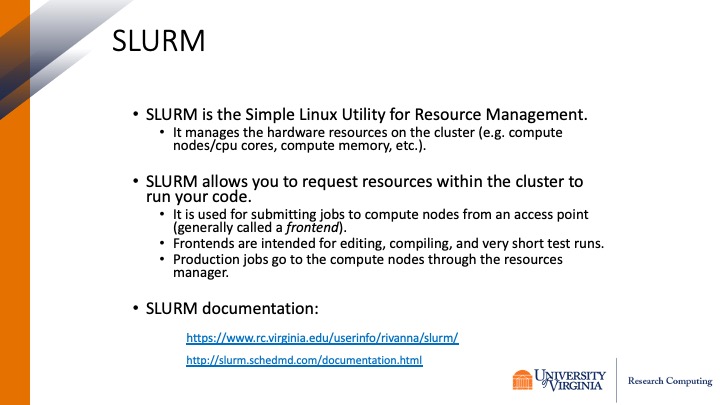 SLURM
• SLURM is the Simple Linux Utility for Resource Management.
• It manages the hardware resources on the cluster (e.g. compute
nodes/cpu cores, compute memory, etc.).
• SLURM allows you to request resources within the cluster to
run your code.
• It is used for submitting jobs to compute nodes from an access point
(generally called a frontend).
• Frontends are intended for editing, compiling, and very short test runs.
• Production jobs go to the compute nodes through the resources
manager.
• SLURM documentation:
https://www.rc.virginia.edu/userinfo/rivanna/slurm/
http://slurm.schedmd.com/documentation.html
UNIVERSITY
of VIRGINIA
Research Computing